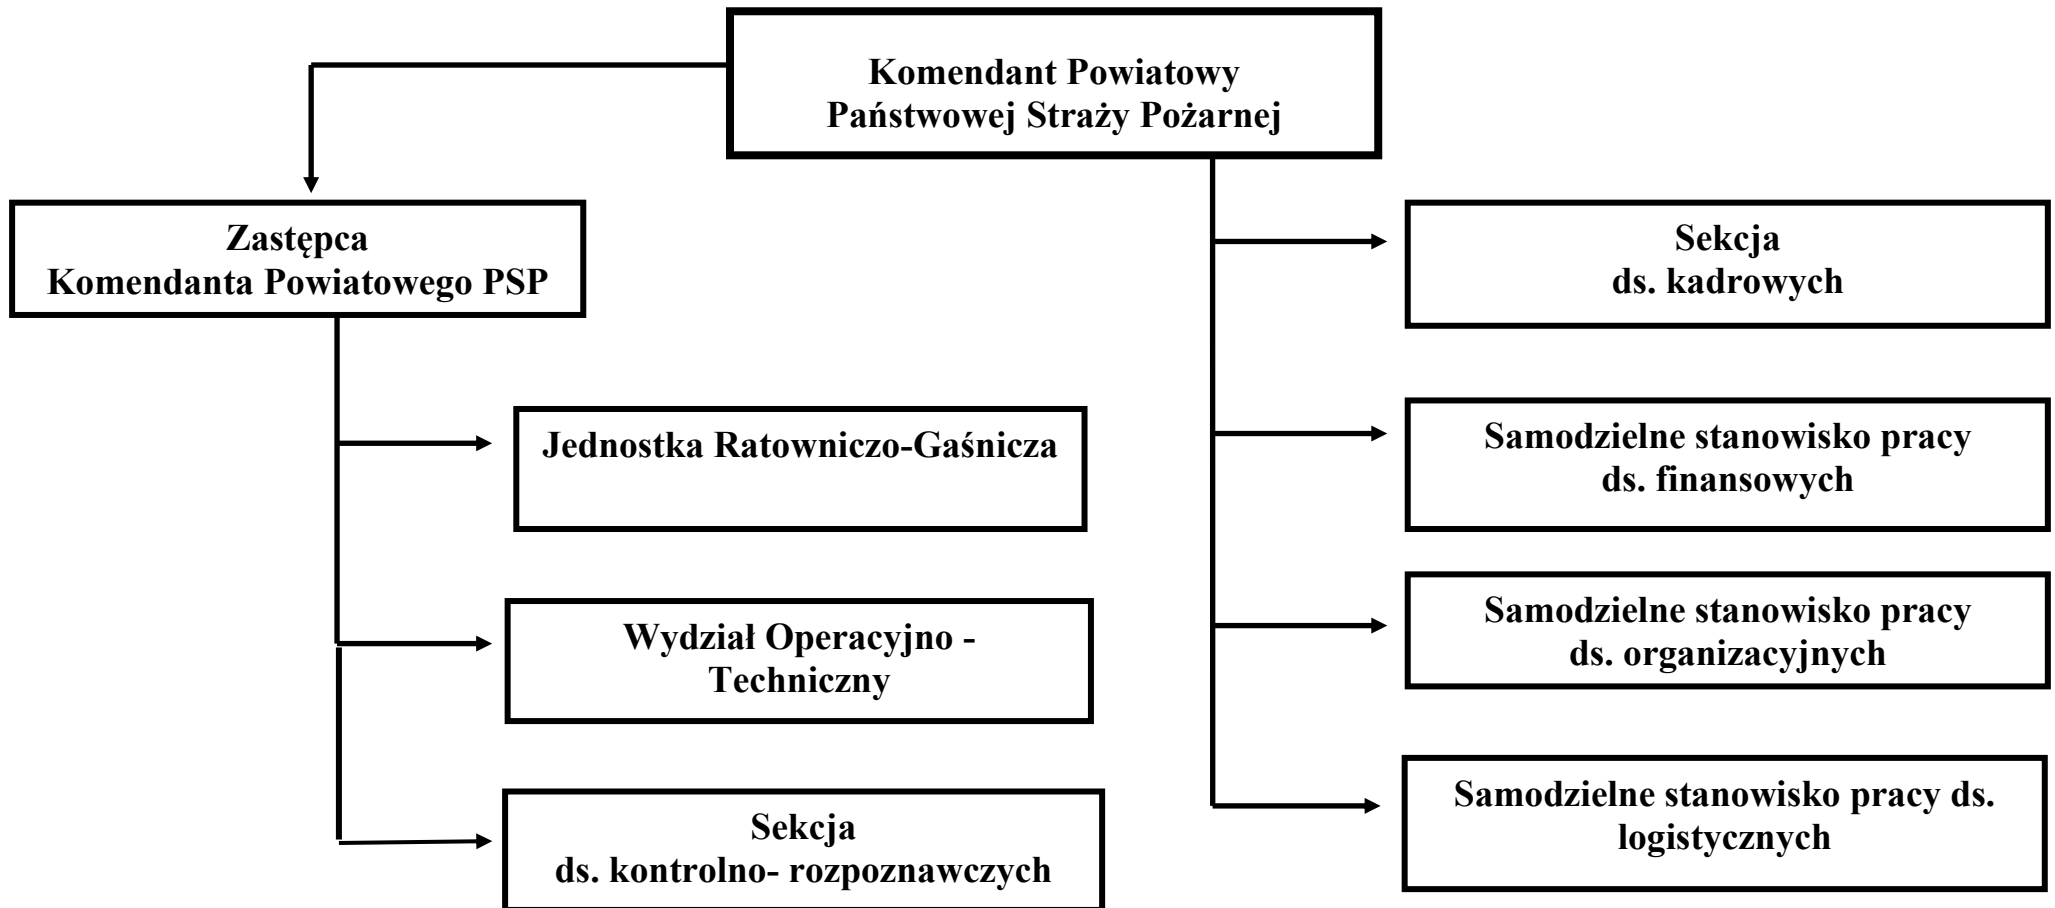 Komendant Powiatowy
Państwowej Straży Pożarnej
Zastępca
Komendanta Powiatowego PSP
Sekcja
ds. kadrowych
Jednostka Ratowniczo-Gaśnicza
Samodzielne stanowisko pracy
ds. finansowych
Wydział Operacyjno -
Techniczny
Samodzielne stanowisko pracy
ds. organizacyjnych
Sekcja
ds. kontrolno- rozpoznawczych
Samodzielne stanowisko pracy ds.
logistycznych